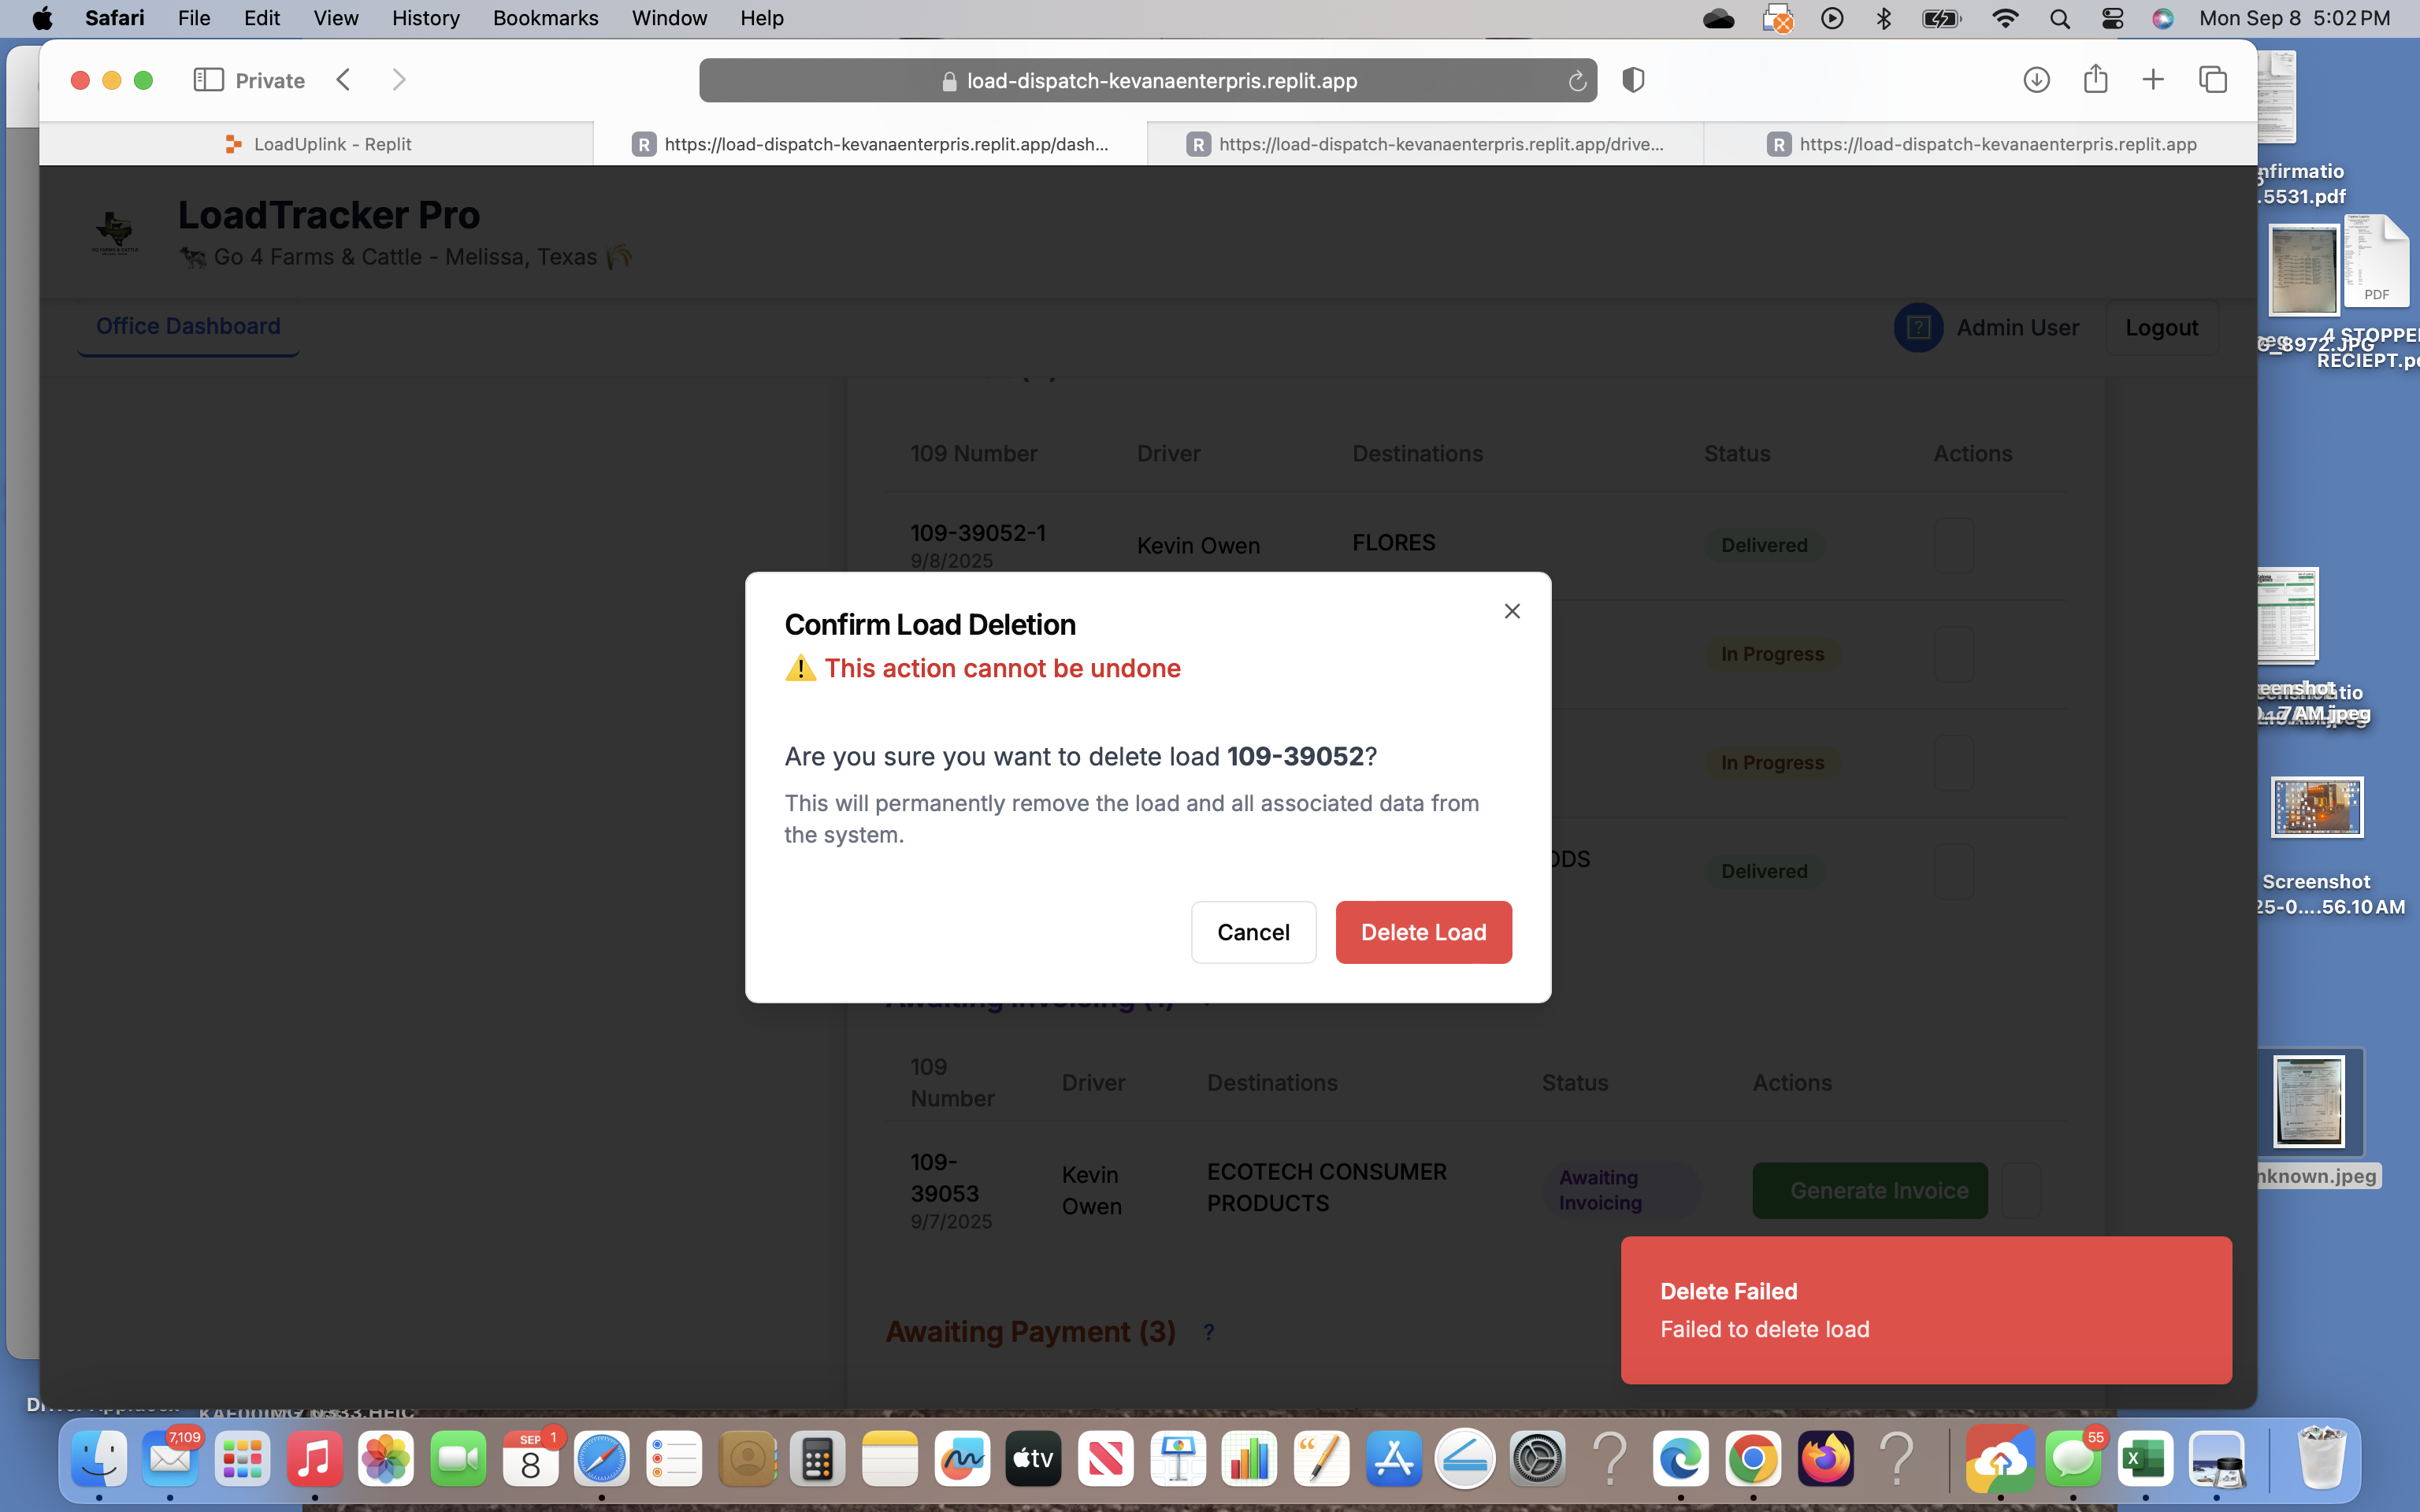 Safari File Edit View History Bookmarks Window Help
Mon Sep 8 5:02 PM
Private
load-dispatch-kevanaenterpris.replit.app
LoadUplink - Replit
R https://load-dispatch-kevanaenterpris.replit.app/dash...
R https://load-dispatch-kevanaenterpris.replit.app/drive...
R https://load-dispatch-kevanaenterpris.replit.app
LoadTracker Pro
Go 4 Farms & Cattle - Melissa, Texas
Office Dashboard
? Admin User
Logout
109 Number Driver Destinations Status Actions
109-39052-1
9/8/2025
Kevin Owen
FLORES
Delivered
In Progress
In Progress
Delivered
Confirm Load Deletion
This action cannot be undone
Are you sure you want to delete load 109-39052?
This will permanently remove the load and all associated data from
the system.
Cancel
Delete Load
109
Number
Driver
Destinations
Status
Actions
109-
39053
9/7/2025
Kevin
Owen
ECOTECH CONSUMER
PRODUCTS
Awaiting
Invoicing
Generate Invoice
Awaiting Payment (3) ?
Delete Failed
Failed to delete load
nfirmatio
.5531.pdf
PDF
G_8972.JPG
4 STOPPE
RECIEPT.p
Screenshot
25-0....56.10 AM
nknown.jpeg
7,109
SEP
8
1
tv
55